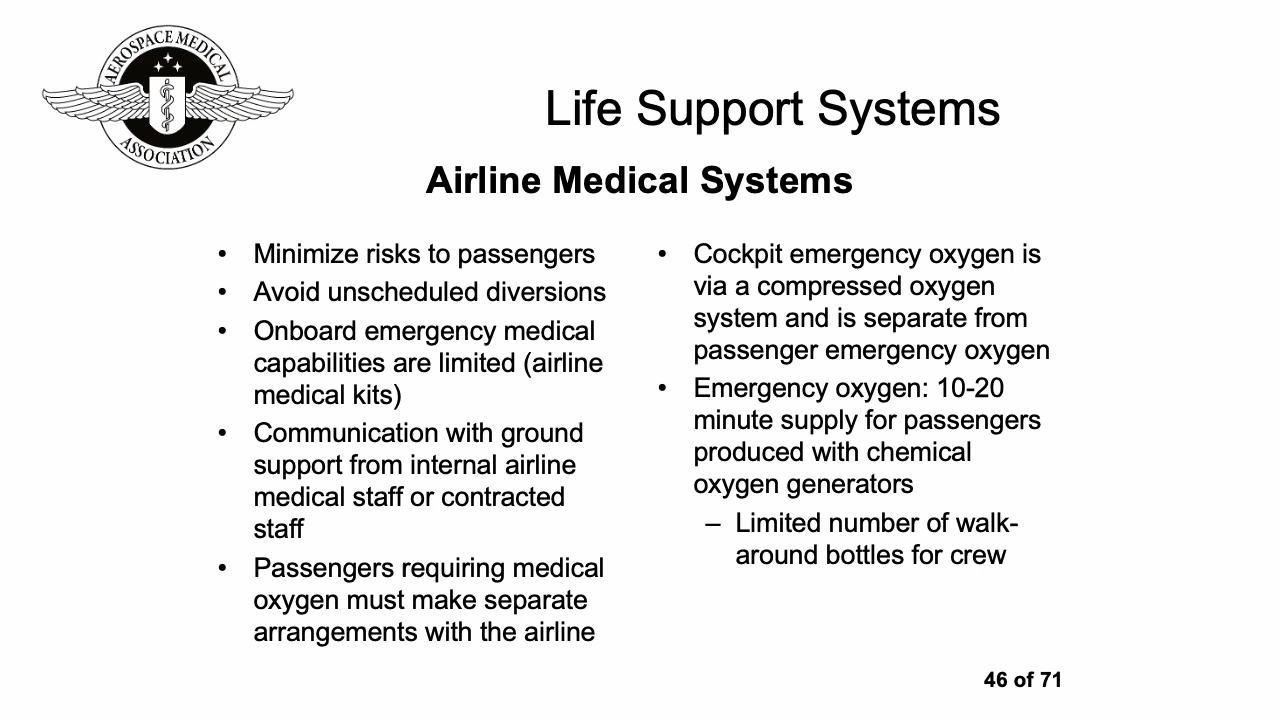 AEROSPACE MEDICAL
ASSOCIATION
Life Support Systems
Airline Medical Systems
• Minimize risks to passengers
• Avoid unscheduled diversions
• Onboard emergency medical
capabilities are limited (airline
medical kits)
• Communication with ground
support from internal airline
medical staff or contracted
staff
• Passengers requiring medical
oxygen must make separate
arrangements with the airline
• Cockpit emergency oxygen is
via a compressed oxygen
system and is separate from
passenger emergency oxygen
• Emergency oxygen: 10-20
minute supply for passengers
produced with chemical
oxygen generators
– Limited number of walk-
around bottles for crew
46 of 71